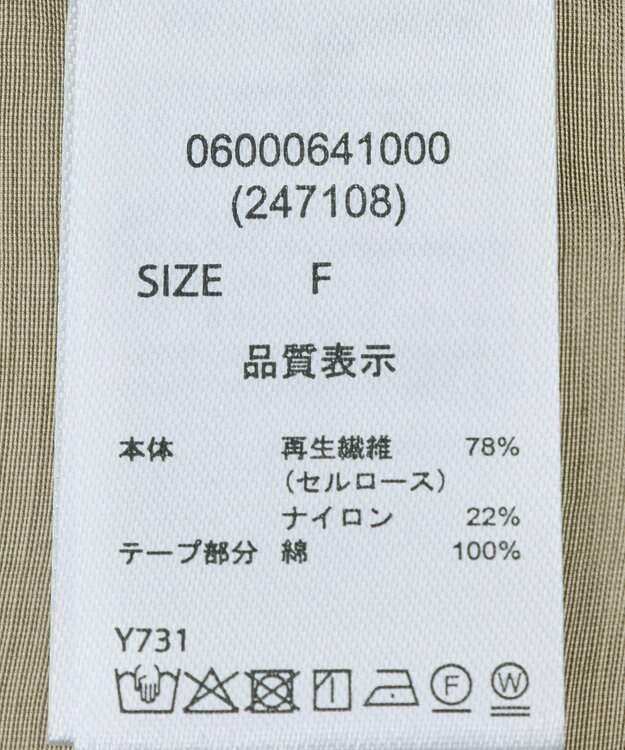 06000641000
(247108)
SIZE F
品質表示
本体 再生繊維 78%
(セルロース)
ナイロン 22%
テープ部分 綿 100%
Y731
F W